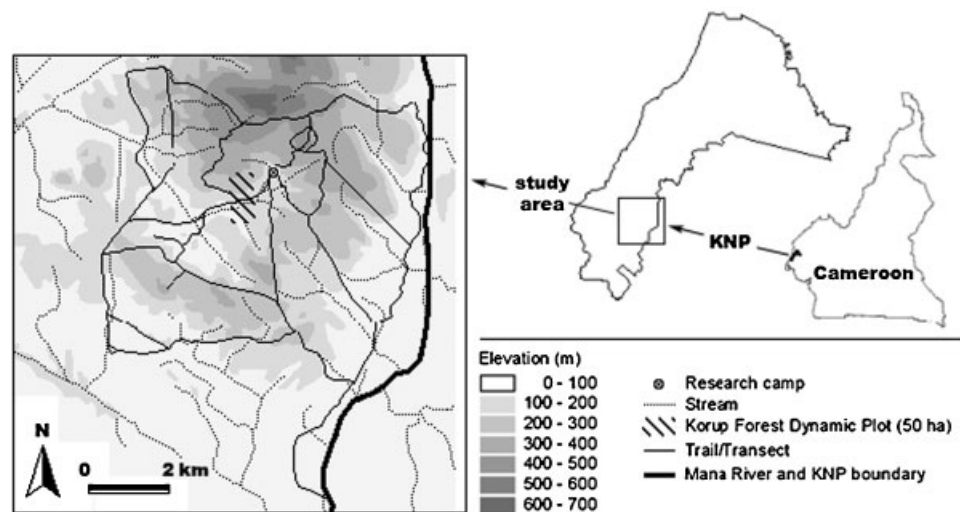 N
0
2 km
study
area
KNP
Cameroon
Elevation (m)
0 - 100
100 - 200
200 - 300
300 - 400
400 - 500
500 - 600
600 - 700
Research camp
Stream
Korup Forest Dynamic Plot (50 ha)
Trail/Transect
Mana River and KNP boundary